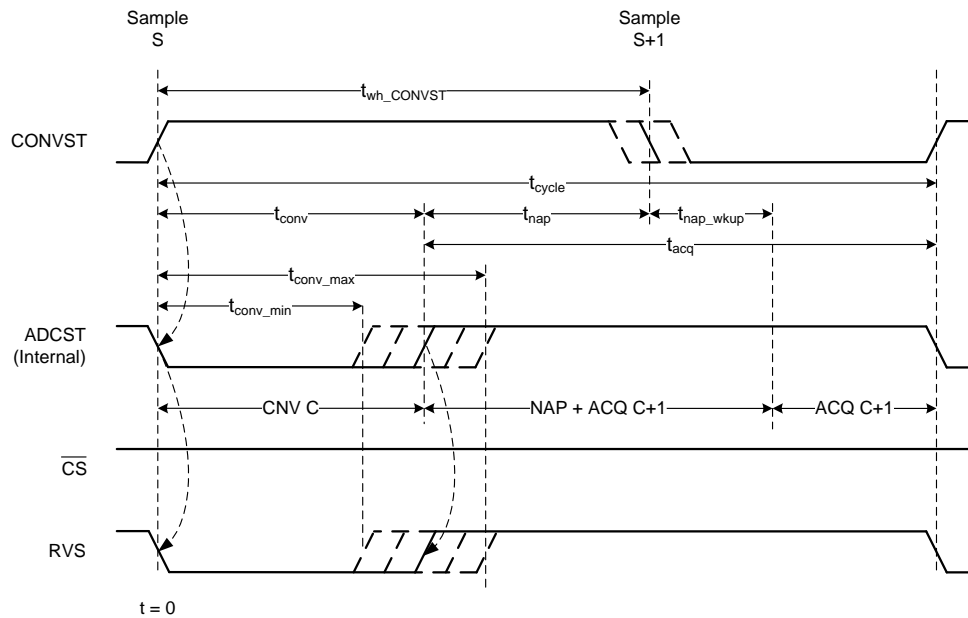 Sample
S
Sample
S+1
twh_CONVST
CONVST
tcycle
tconv
tnap
tnap_wkup
tacq
tconv_max
tconv_min
ADCST
(Internal)
CNV C
NAP + ACQ C+1
ACQ C+1
CS
RVS
t = 0